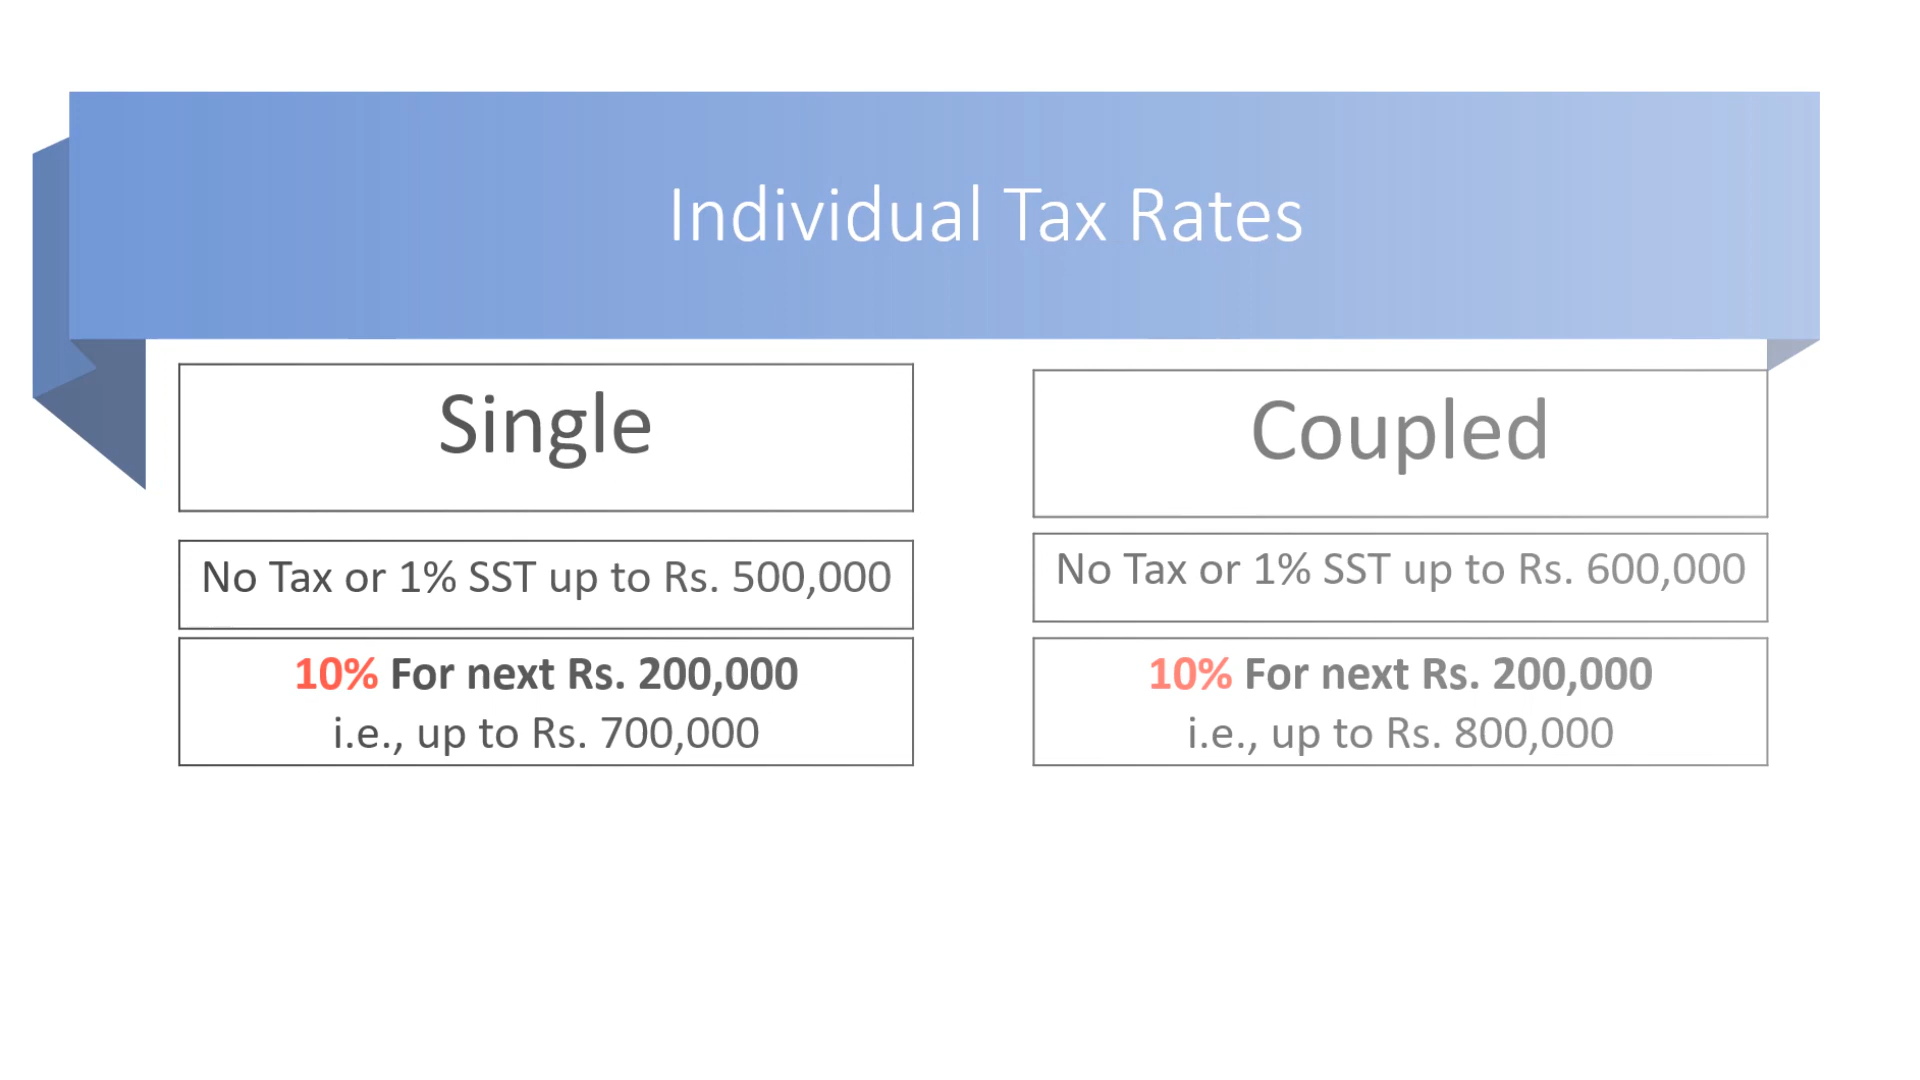 Individual Tax Rates
Single
No Tax or 1% SST up to Rs. 500,000
10% For next Rs. 200,000
i.e., up to Rs. 700,000
Coupled
No Tax or 1% SST up to Rs. 600,000
10% For next Rs. 200,000
i.e., up to Rs. 800,000